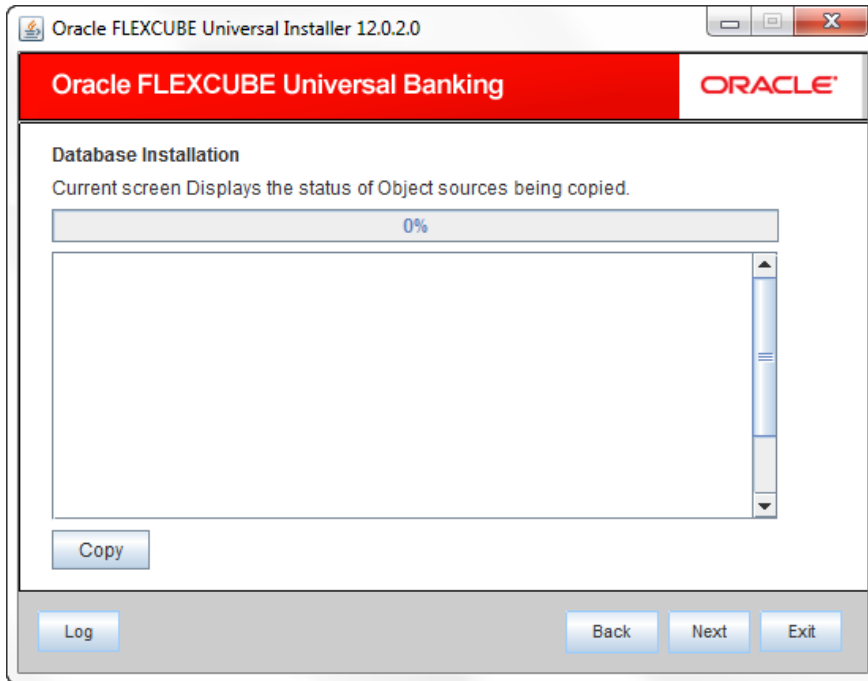 Oracle FLEXCUBE Universal Installer 12.0.2.0
Oracle FLEXCUBE Universal Banking
ORACLE
Database Installation
Current screen Displays the status of Object sources being copied.
0%
Copy
Log Back Next Exit